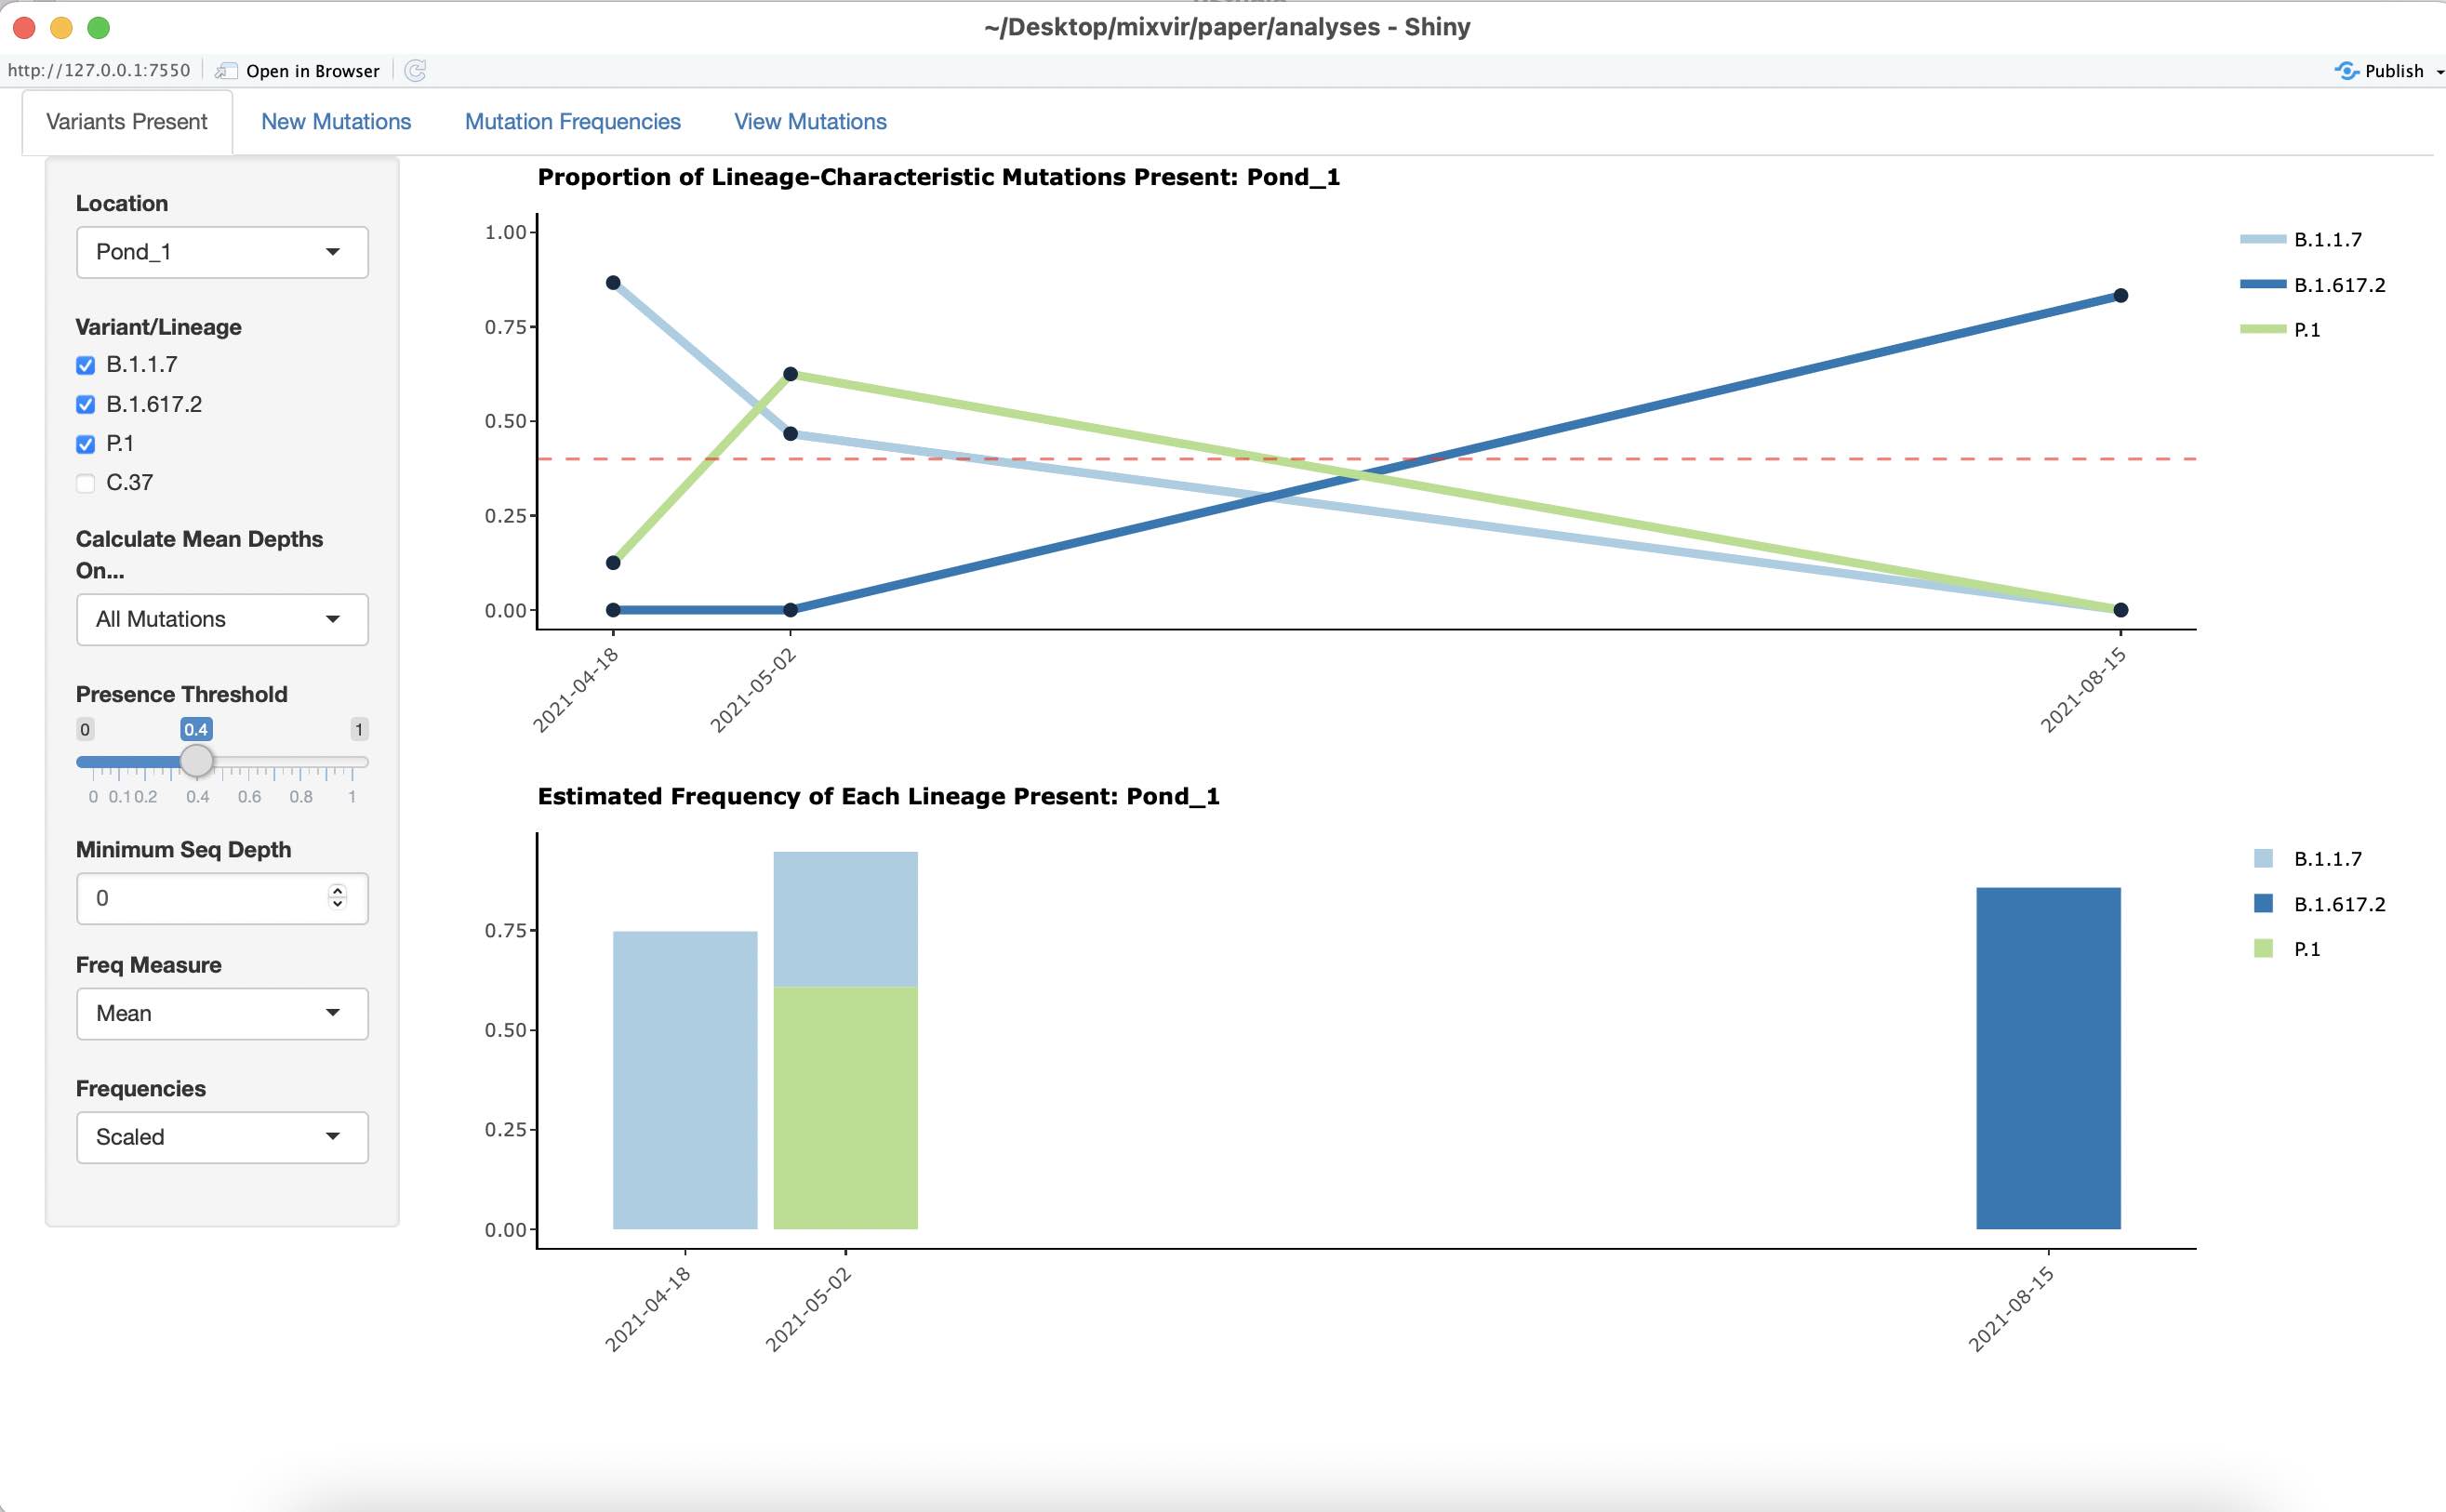 ~/Desktop/mixvir/paper/analyses - Shiny
http://127.0.0.1:7550 Open in Browser Publish
Variants Present New Mutations Mutation Frequencies View Mutations
Location
Pond_1
Variant/Lineage
B.1.1.7
B.1.617.2
P.1
C.37
Calculate Mean Depths
On...
All Mutations
Presence Threshold
0 0.4 1
0 0.1 0.2 0.4 0.6 0.8 1
Minimum Seq Depth
0
Freq Measure
Mean
Frequencies
Scaled
Proportion of Lineage-Characteristic Mutations Present: Pond_1
1.00
0.75
0.50
0.25
0.00
2021-04-18
2021-05-02
2021-08-15
B.1.1.7
B.1.617.2
P.1
Estimated Frequency of Each Lineage Present: Pond_1
0.75
0.50
0.25
0.00
2021-04-18
2021-05-02
2021-08-15
B.1.1.7
B.1.617.2
P.1